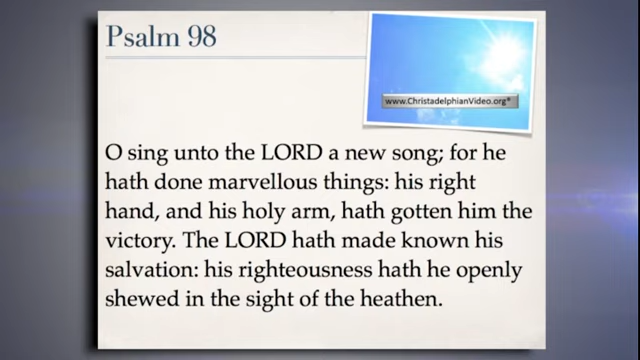 Psalm 98
www.ChristadelphianVideo.org*
O sing unto the LORD a new song; for he
hath done marvellous things: his right
hand, and his holy arm, hath gotten him the
victory. The LORD hath made known his
salvation: his righteousness hath he openly
shewed in the sight of the heathen.